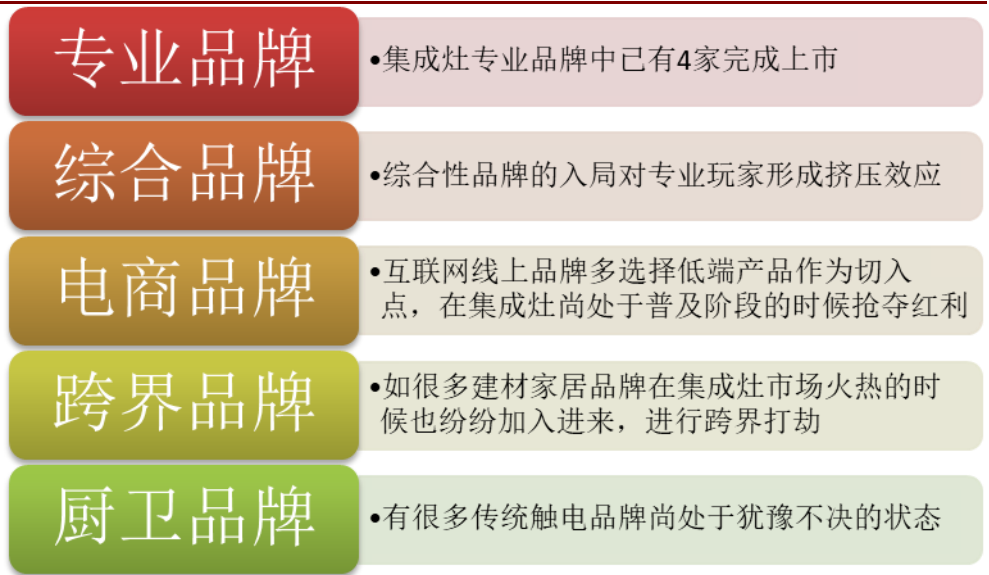 专业品牌
•集成灶专业品牌中已有4家完成上市
综合品牌
•综合性品牌的入局对专业玩家形成挤压效应
电商品牌
•互联网线上品牌多选择低端产品作为切入
点，在集成灶尚处于普及阶段的时候抢夺红利
跨界品牌
•如很多建材家居品牌在集成灶市场火热的时
候也纷纷加入进来，进行跨界打劫
厨卫品牌
•有很多传统触电品牌尚处于犹豫不决的状态